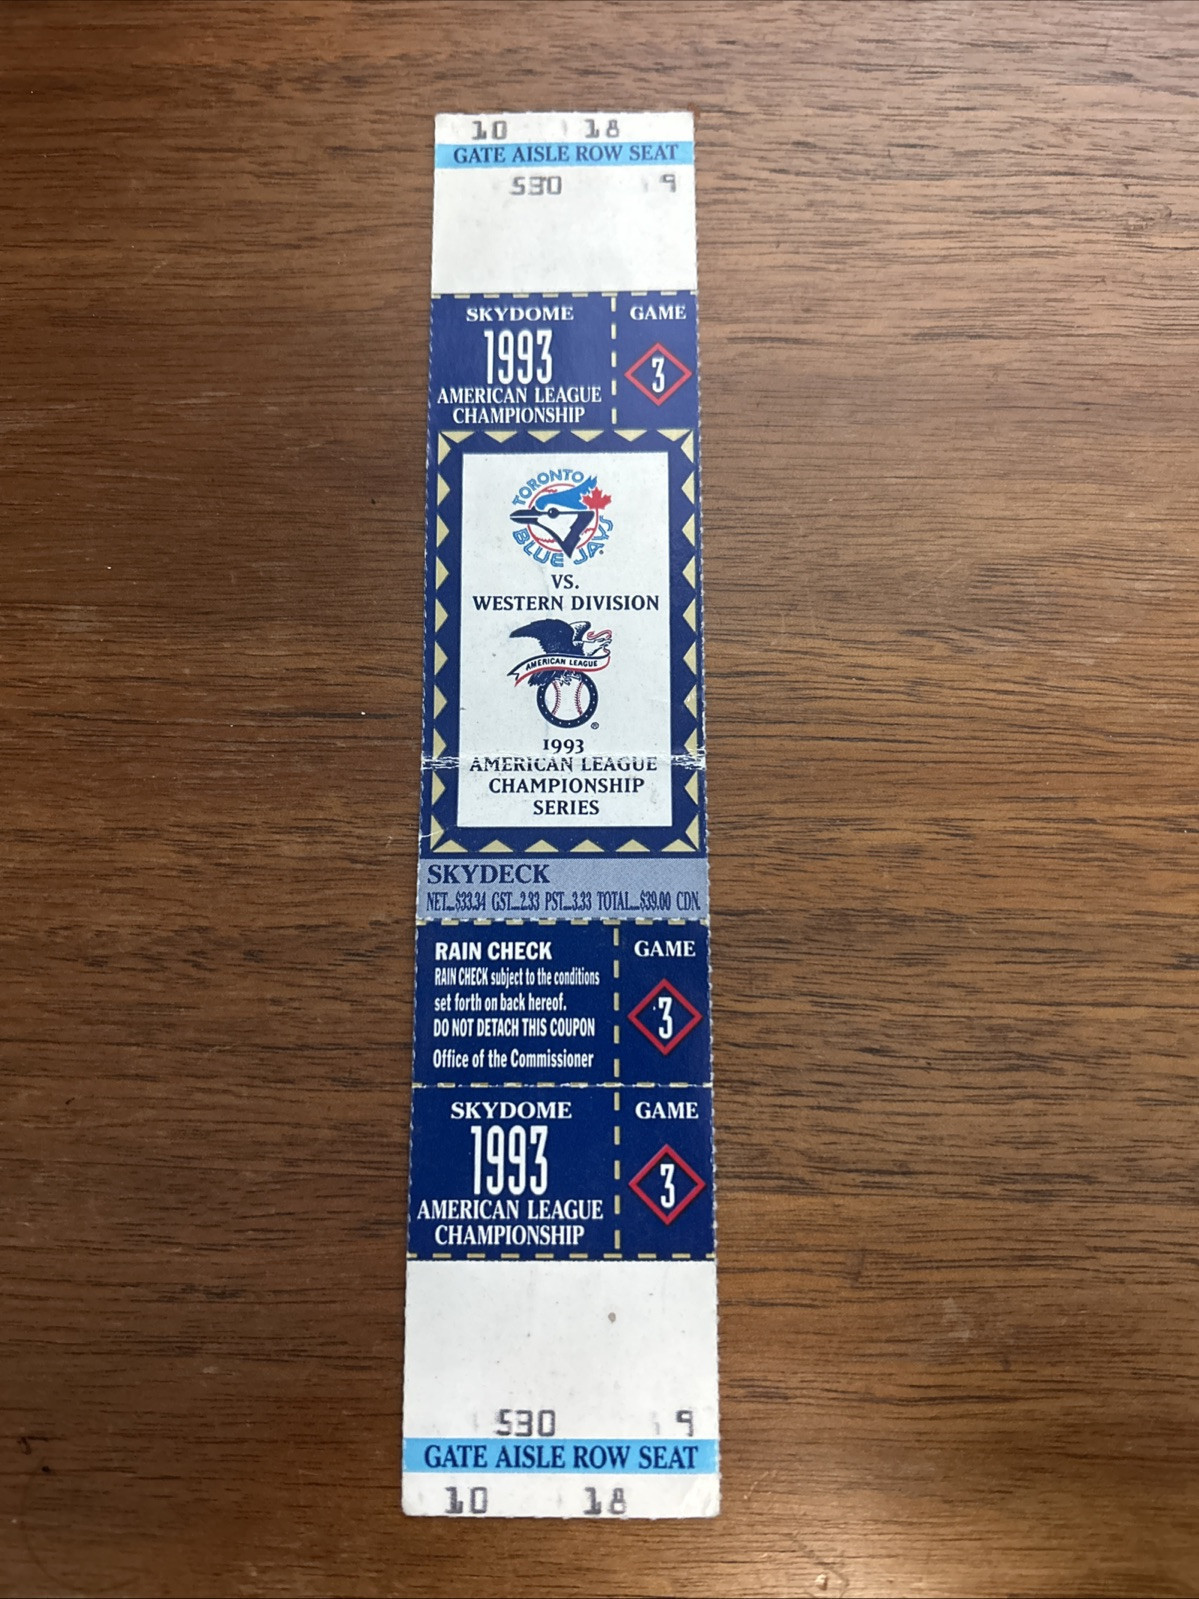 10 18
GATE AISLE ROW SEAT
530 9
SKYDOME
1993
AMERICAN LEAGUE
CHAMPIONSHIP
GAME
3
TORONTO
BLUE JAYS
VS.
WESTERN DIVISION
AMERICAN LEAGUE
®
1993
AMERICAN LEAGUE
CHAMPIONSHIP
SERIES
SKYDECK
NET...$33.34 GST...2.33 PST...3.33 TOTAL...$39.00 CDN.
RAIN CHECK
RAIN CHECK subject to the conditions
set forth on back hereof.
DO NOT DETACH THIS COUPON
Office of the Commissioner
GAME
3
SKYDOME
1993
AMERICAN LEAGUE
CHAMPIONSHIP
GAME
3
530 9
GATE AISLE ROW SEAT
10 18